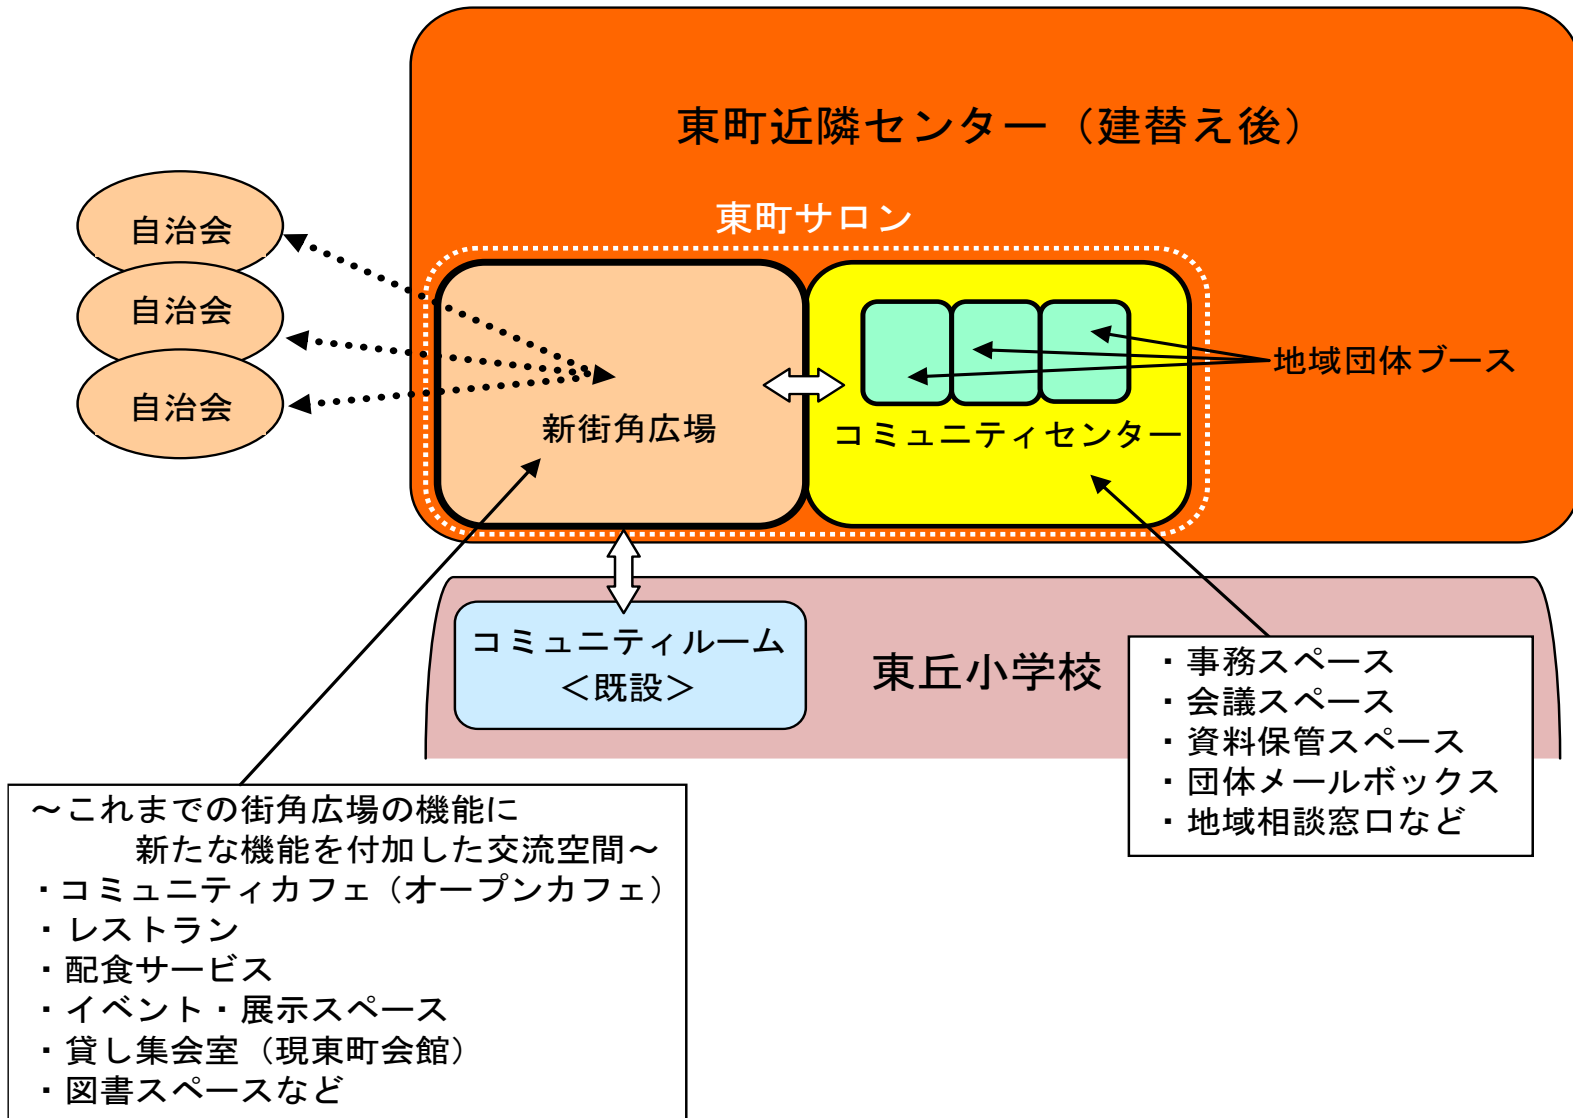 東町近隣センター（建替え後）
東町サロン
自治会
自治会
自治会
新街角広場
コミュニティセンター
地域団体ブース
コミュニティルーム
＜既設＞
東丘小学校
・事務スペース
・会議スペース
・資料保管スペース
・団体メールボックス
・地域相談窓口など
～これまでの街角広場の機能に
新たな機能を付加した交流空間～
・コミュニティカフェ（オープンカフェ）
・レストラン
・配食サービス
・イベント・展示スペース
・貸し集会室（現東町会館）
・図書スペースなど